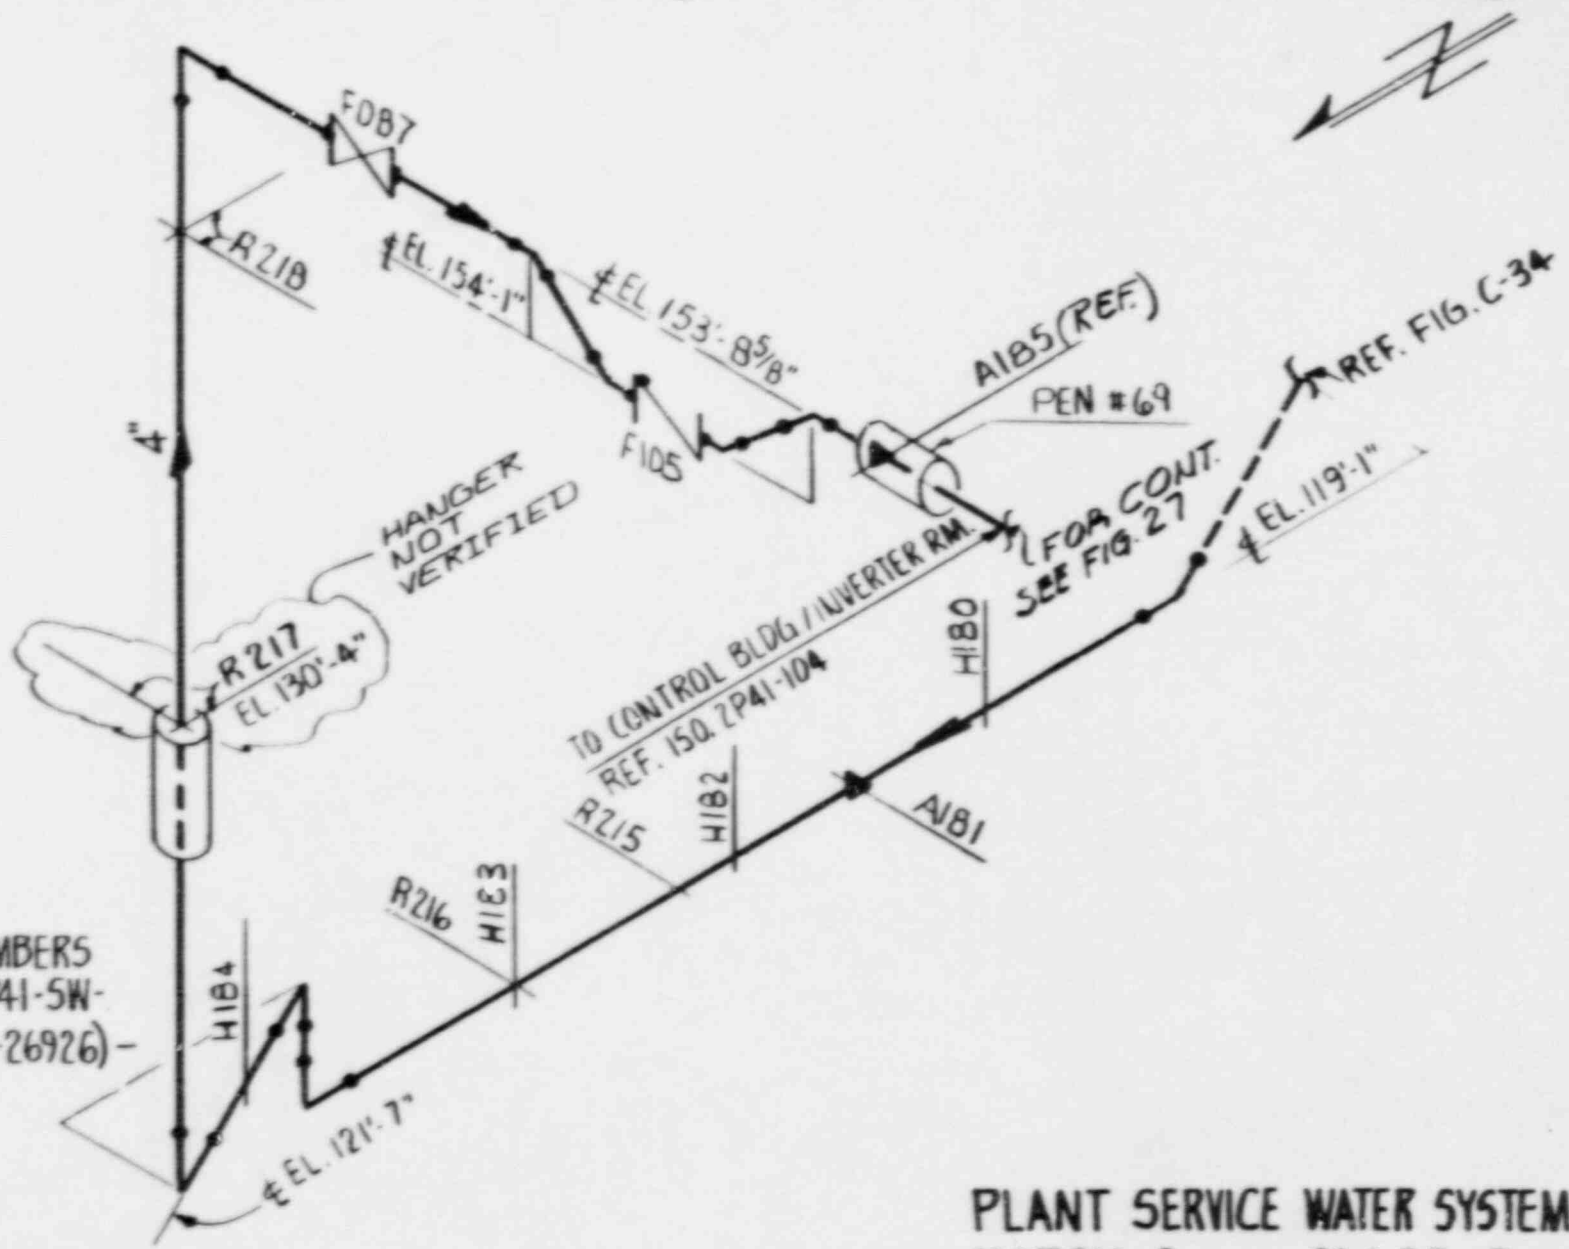 F087
R218
℄ EL. 154'-1"
℄ EL. 153'-8 5/8"
A185 (REF.)
PEN #69
REF. FIG. C-34
F105
4"
HANGER
NOT
VERIFIED
(FOR CONT.
SEE FIG. 27
℄ EL. 119'-1"
R217
EL. 130'-4"
TO CONTROL BLDG/INVERTER RM.
REF. ISO. 2P41-104
H180
H182
R215
A181
R216
H183
H184
MBERS
41-SW-
26926)-
℄ EL. 121'-7"
PLANT SERVICE WATER SYSTEM